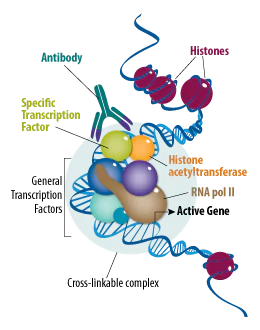 Histones
Antibody
Specific
Transcription
Factor
Histone
acetyltransferase
General
Transcription
Factors
RNA pol II
Active Gene
Cross-linkable complex